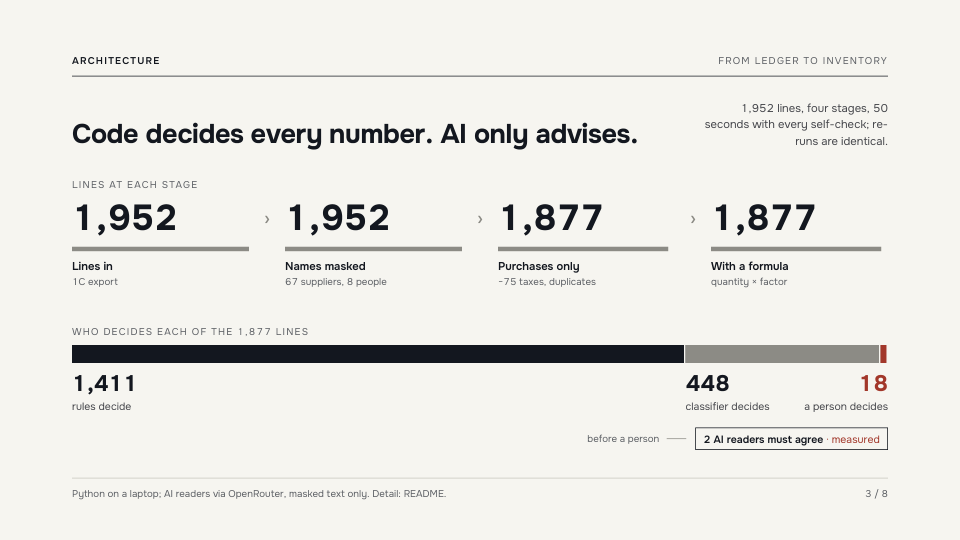 ARCHITECTURE
FROM LEDGER TO INVENTORY
Code decides every number. AI only advises.
1,952 lines, four stages, 50
seconds with every self-check; re-
runs are identical.
LINES AT EACH STAGE
1,952 › 1,952 › 1,877 › 1,877
Lines in
1C export
Names masked
67 suppliers, 8 people
Purchases only
−75 taxes, duplicates
With a formula
quantity × factor
WHO DECIDES EACH OF THE 1,877 LINES
1,411
rules decide
448
classifier decides
18
a person decides
before a person
2 AI readers must agree · measured
Python on a laptop; AI readers via OpenRouter, masked text only. Detail: README.
3 / 8